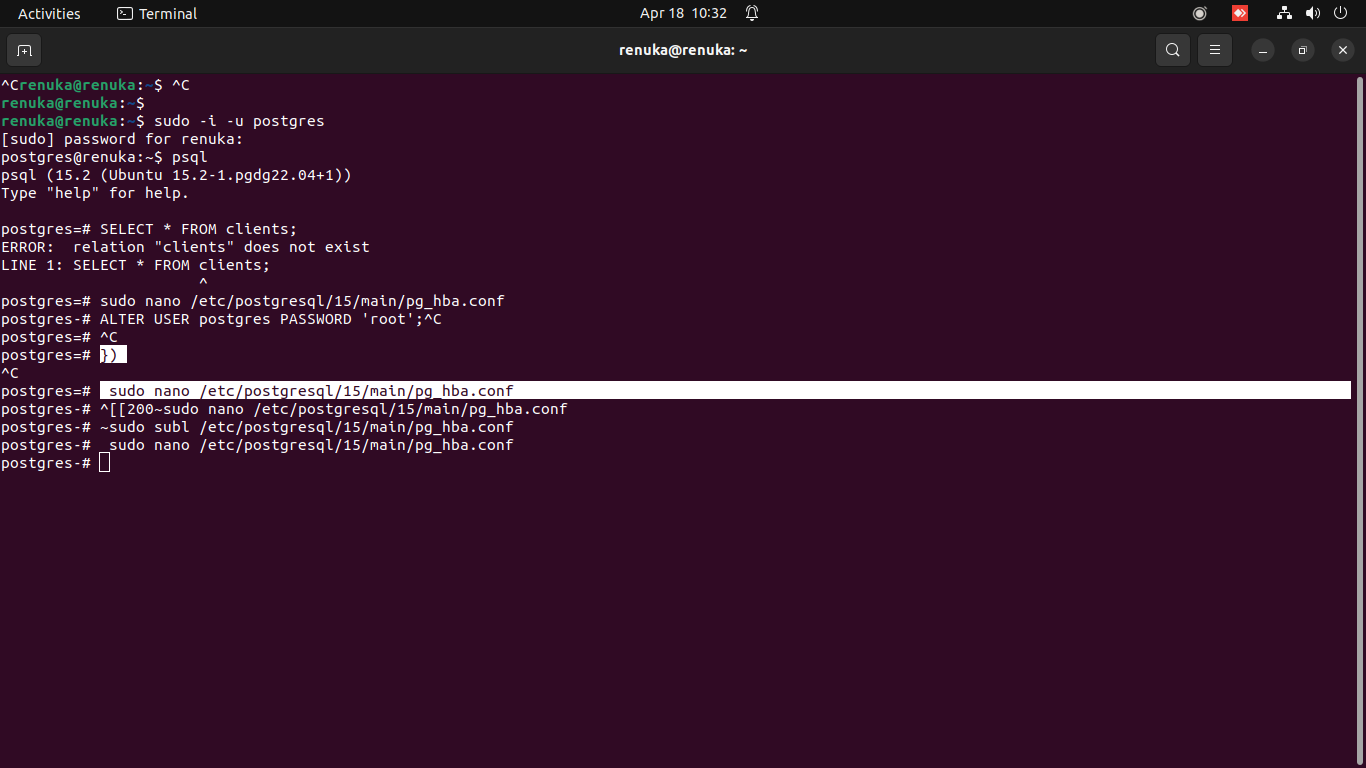 Activities
Terminal
Apr 18 10:32
renuka@renuka: ~
^Crenuka@renuka:~$ ^C
renuka@renuka:~$
renuka@renuka:~$ sudo -i -u postgres
[sudo] password for renuka:
postgres@renuka:~$ psql
psql (15.2 (Ubuntu 15.2-1.pgdg22.04+1))
Type "help" for help.
postgres=# SELECT * FROM clients;
ERROR:  relation "clients" does not exist
LINE 1: SELECT * FROM clients;
^
postgres=# sudo nano /etc/postgresql/15/main/pg_hba.conf
postgres-# ALTER USER postgres PASSWORD 'root';^C
postgres=# ^C
postgres=# })
^C
postgres=#  sudo nano /etc/postgresql/15/main/pg_hba.conf
postgres-# ^[[200~sudo nano /etc/postgresql/15/main/pg_hba.conf
postgres-# ~sudo subl /etc/postgresql/15/main/pg_hba.conf
postgres-#  sudo nano /etc/postgresql/15/main/pg_hba.conf
postgres-#